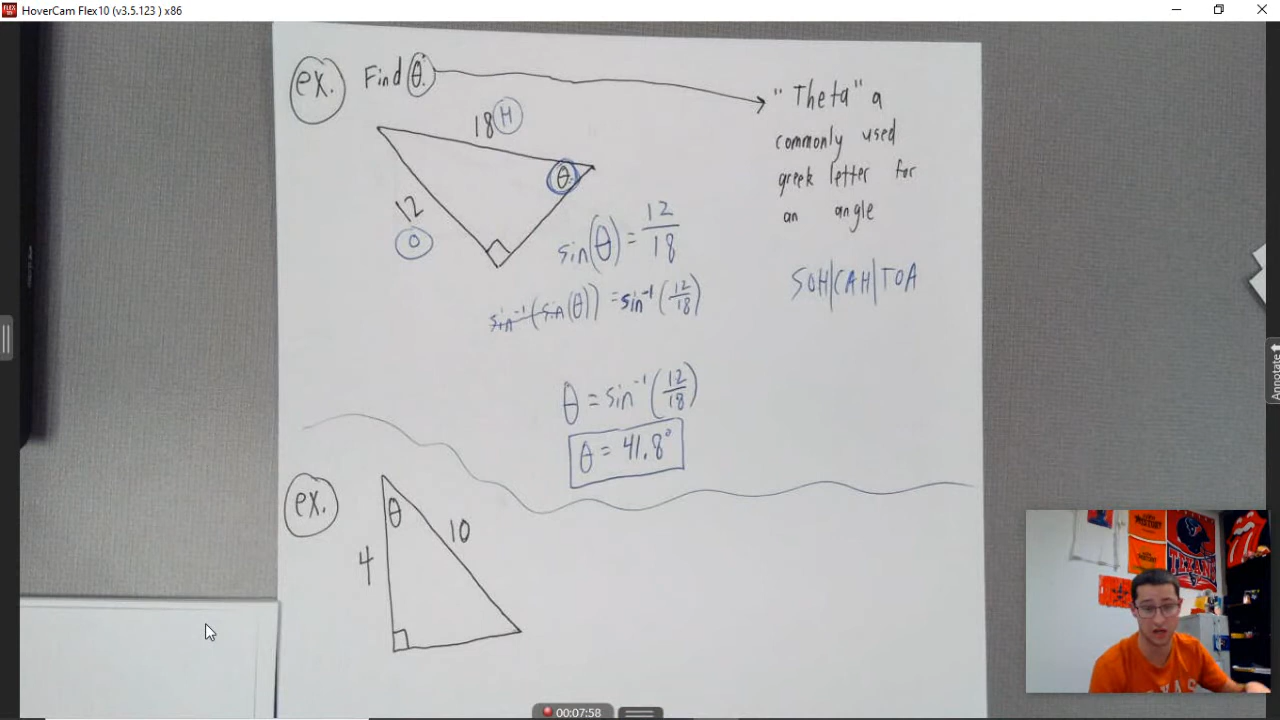 HoverCam Flex10 (v3.5.123) x86
ex. Find θ.
"Theta" a
commonly used
greek letter for
an angle
18 H
θ
12
O
sin(θ) = 12/18
SOH|CAH|TOA
sin⁻¹(sin(θ)) = sin⁻¹(12/18)
θ = sin⁻¹(12/18)
θ = 41.8°
ex.
θ
10
4
Annotate
TEXANS
00:07:58